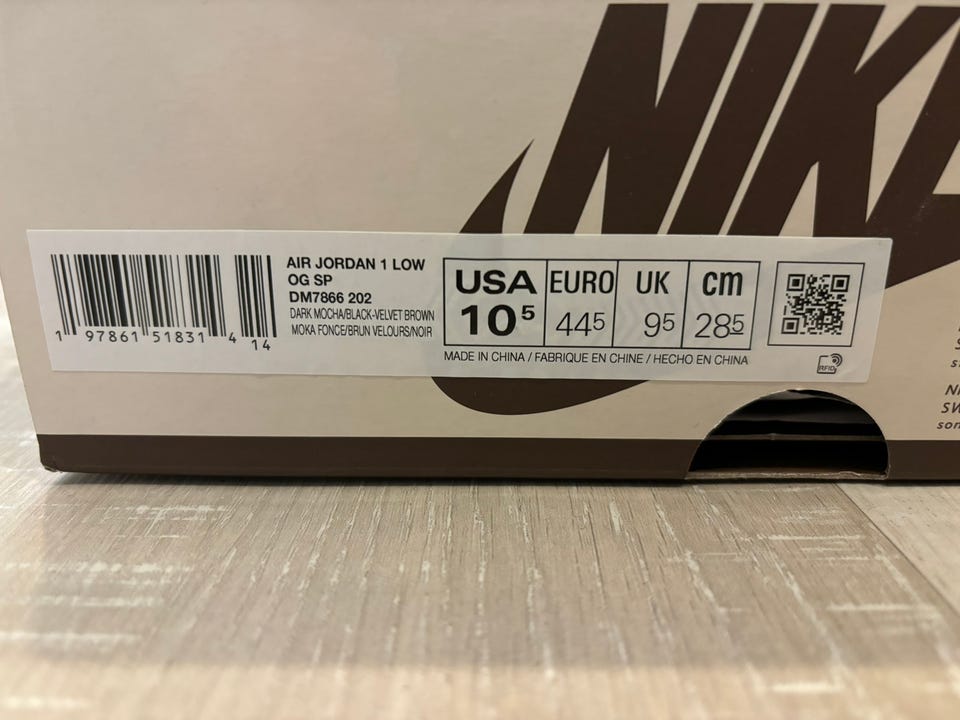 NIKE
AIR JORDAN 1 LOW
OG SP
DM7866 202
DARK MOCHA/BLACK-VELVET BROWN
MOKA FONCE/BRUN VELOURS/NOIR
1 97861 51831 4 14
USA EURO UK cm
10 5 44 5 9 5 28 5
MADE IN CHINA / FABRIQUE EN CHINE / HECHO EN CHINA
RFID